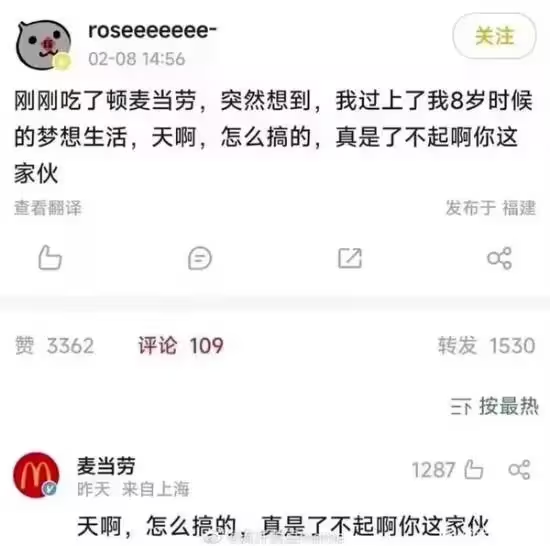 roseeeeeee-
02-08 14:56
关注
刚刚吃了顿麦当劳，突然想到，我过上了我8岁时候
的梦想生活，天啊，怎么搞的，真是了不起啊你这
家伙
查看翻译
发布于 福建
赞 3362 评论 109 转发 1530
按最热
麦当劳
1287
昨天 来自上海
天啊，怎么搞的，真是了不起啊你这家伙